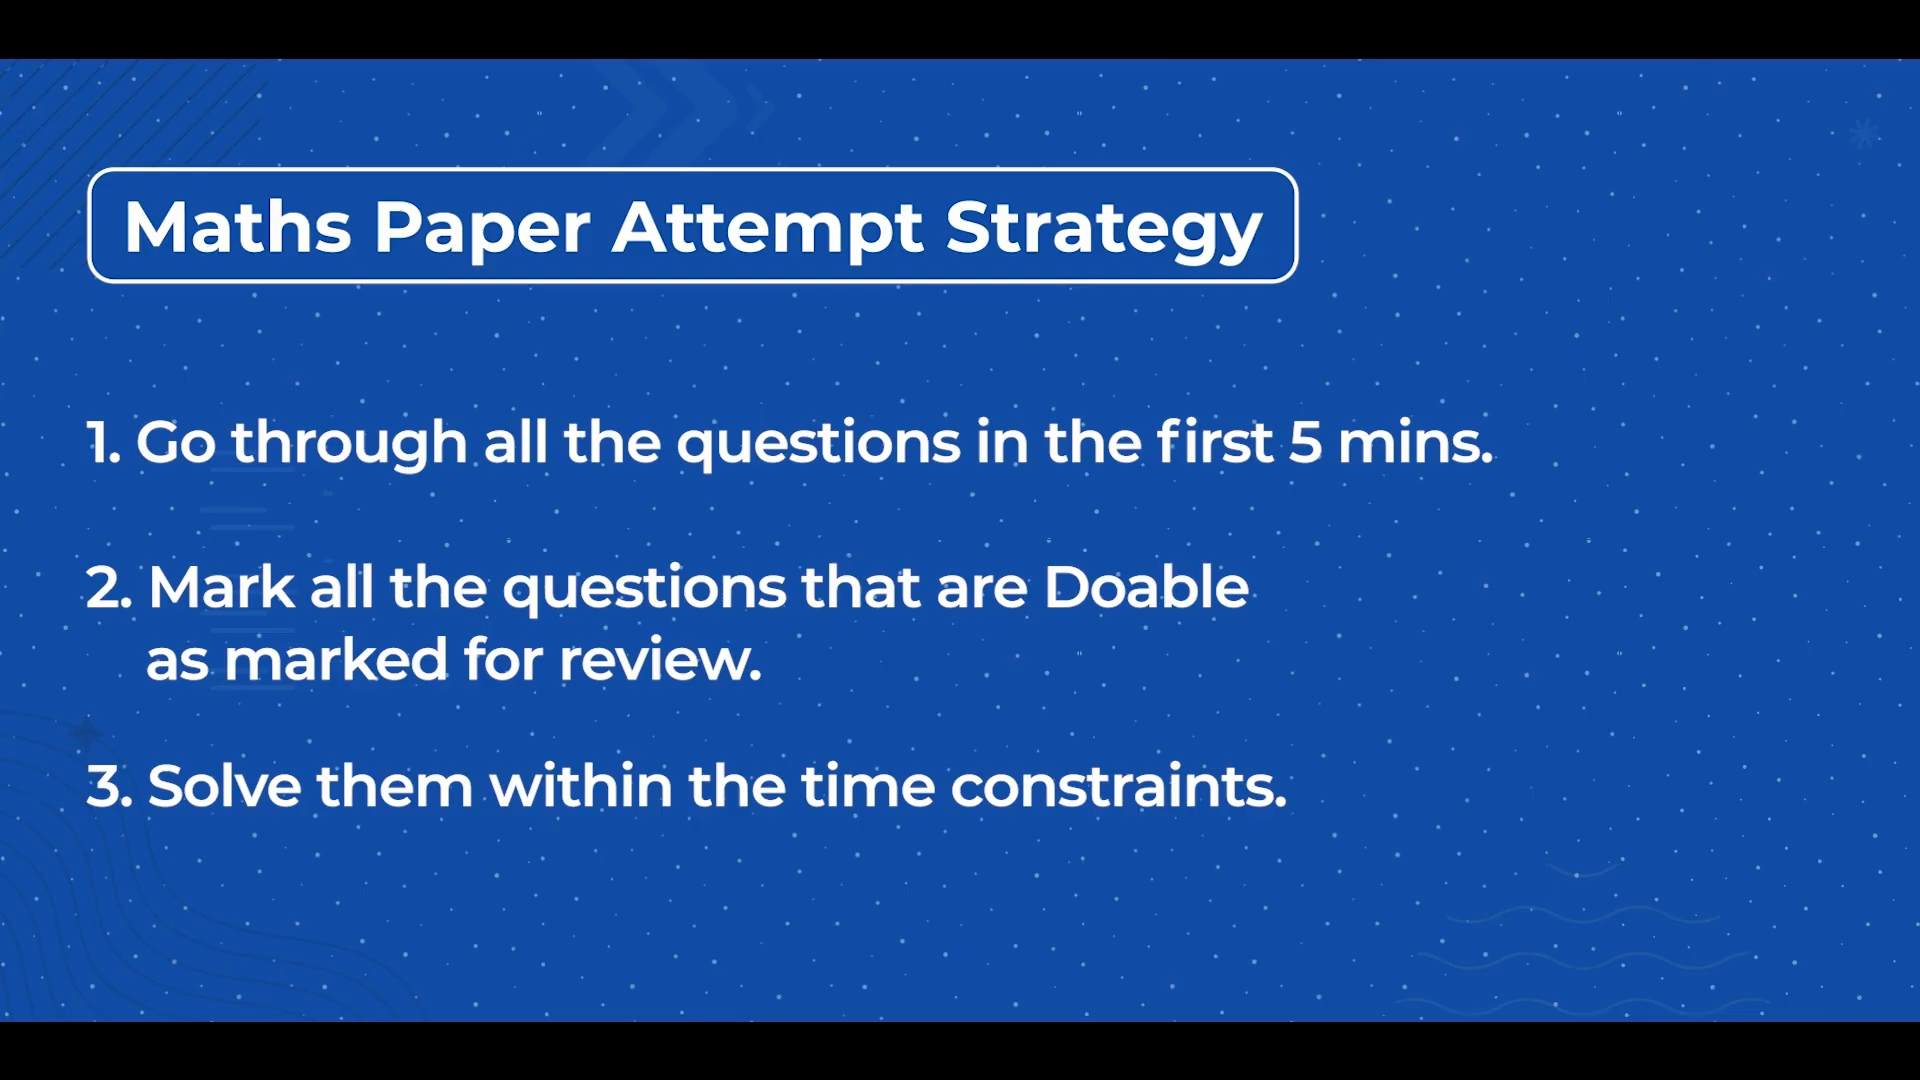 Maths Paper Attempt Strategy
1. Go through all the questions in the first 5 mins.
2. Mark all the questions that are Doable
as marked for review.
3. Solve them within the time constraints.